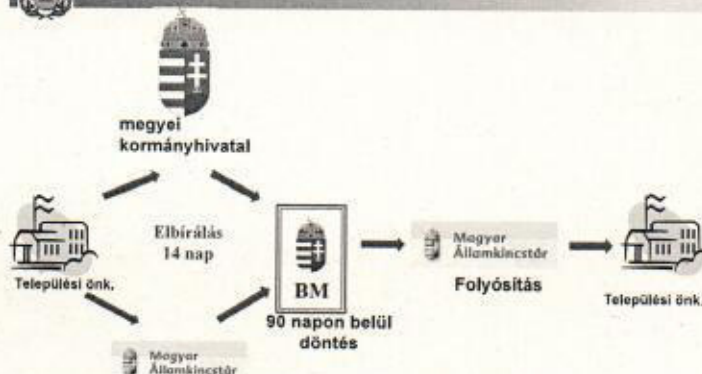 megyei
kormányhivatal
Elbírálás
14 nap
Települési önk.
BM
90 napon belül
döntés
Magyar
Államkincstár
Folyósítás
Települési önk.
Magyar
Államkincstár